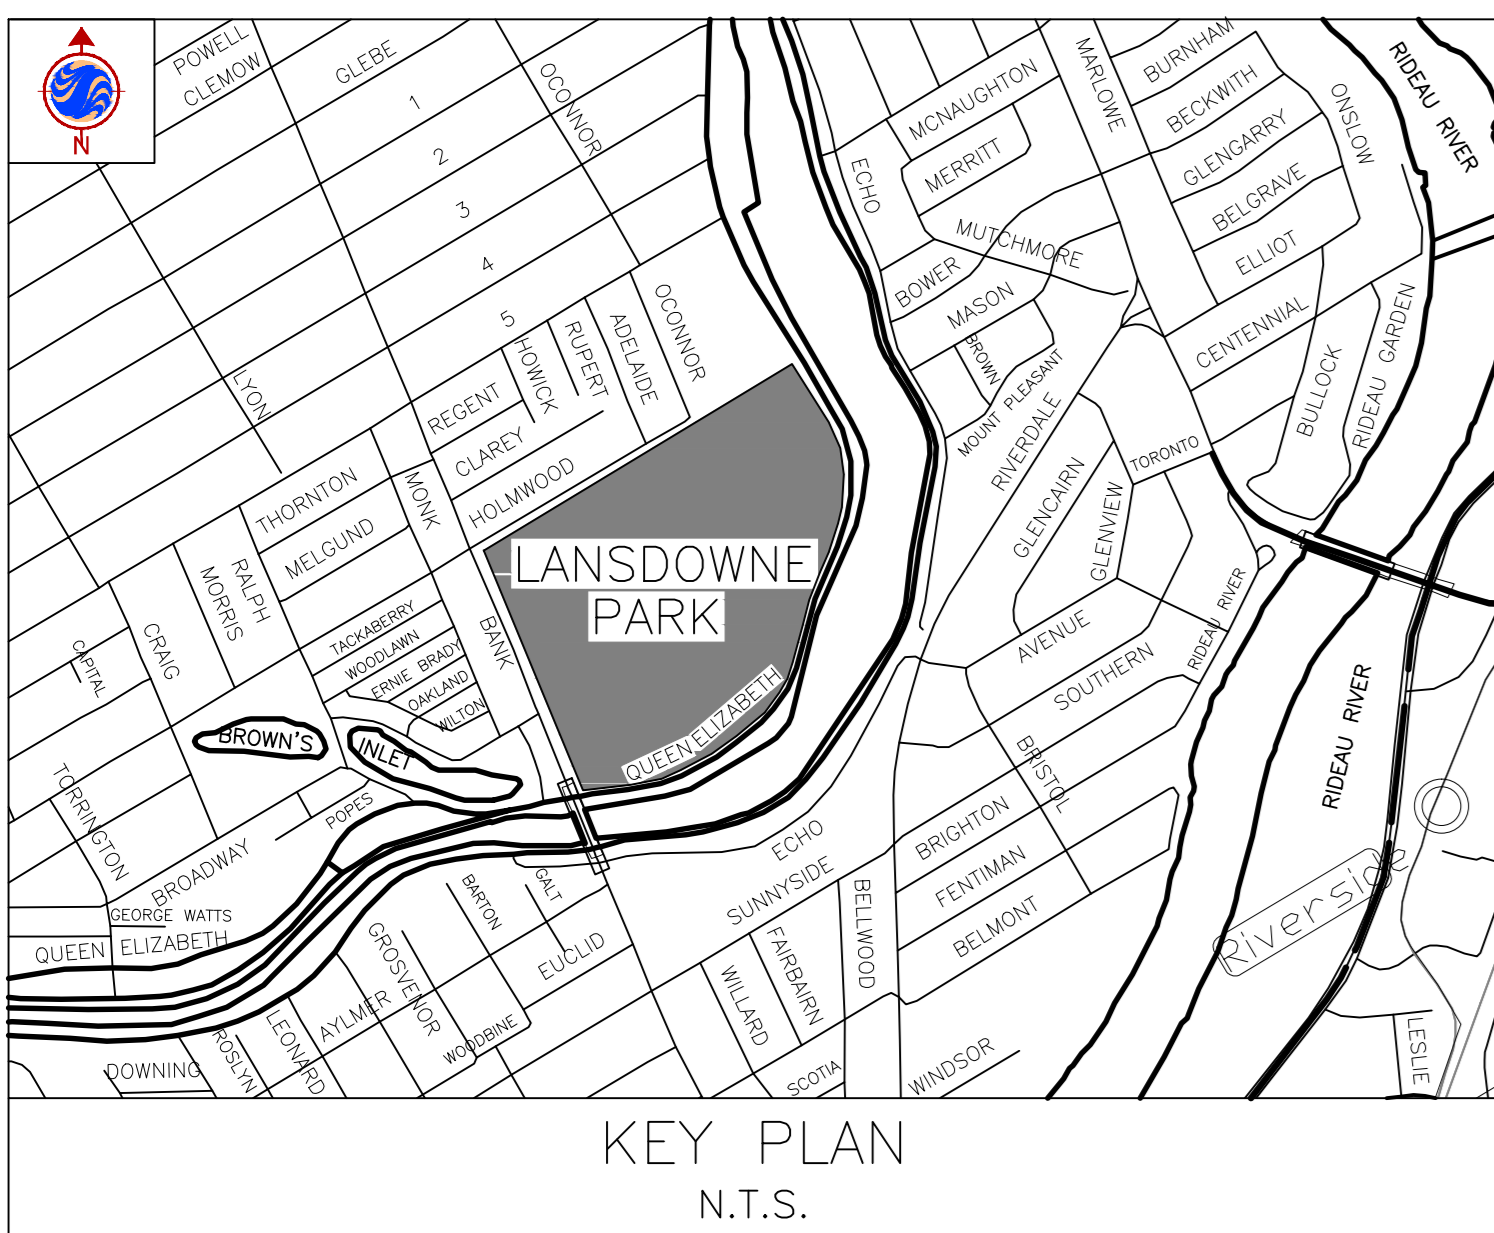 N
POWELL
CLEMOW
GLEBE
1
2
3
4
5
OCONNOR
OCONNOR
LYON
HOWICK
RUPERT
ADELAIDE
REGENT
CLAREY
HOLMWOOD
MONK
THORNTON
MELGUND
RALPH
MORRIS
CRAIG
CAPITAL
TACKABERRY
WOODLAWN
ERNIE BRADY
OAKLAND
WILTON
BANK
LANSDOWNE
PARK
QUEEN ELIZABETH
BROWN'S
INLET
TORRINGTON
POPES
BROADWAY
GEORGE WATTS
QUEEN ELIZABETH
DOWNING
ROSLYN
LEONARD
AYLMER
GROSVENOR
WOODBINE
BARTON
GALT
EUCLID
ECHO
MCNAUGHTON
MERRITT
MARLOWE
BURNHAM
BECKWITH
GLENGARRY
BELGRAVE
ELLIOT
ONSLOW
RIDEAU RIVER
MUTCHMORE
BOWER
MASON
BROWN
MOUNT PLEASANT
RIVERDALE
CENTENNIAL
BULLOCK
RIDEAU GARDEN
TORONTO
GLENCAIRN
GLENVIEW
AVENUE
SOUTHERN
RIDEAU RIVER
RIDEAU RIVER
BRISTOL
BRIGHTON
FENTIMAN
BELMONT
ECHO
SUNNYSIDE
BELLWOOD
FAIRBAIRN
WILLARD
SCOTIA
WINDSOR
Riverside
LESLIE
KEY PLAN
N.T.S.